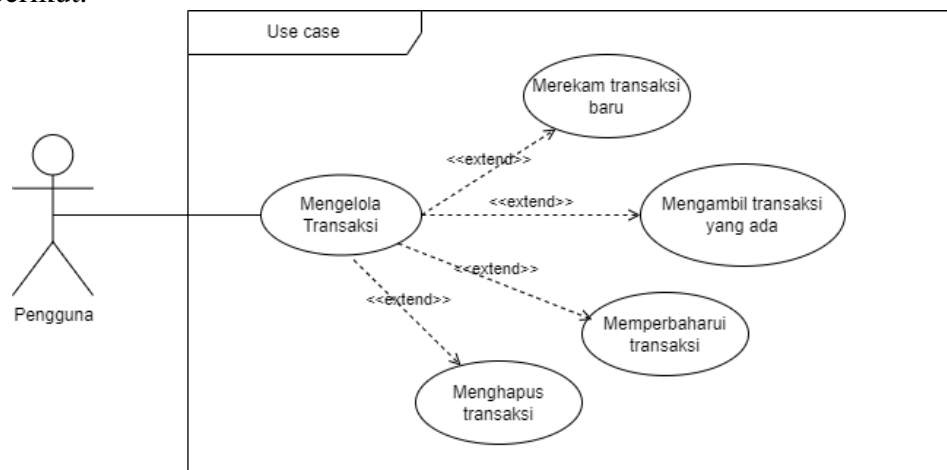 Use case
Merekam transaksi
baru
<<extend>>
Mengelola
Transaksi
<<extend>>
Mengambil transaksi
yang ada
<<extend>>
<<extend>>
Pengguna
Memperbaharui
transaksi
Menghapus
transaksi